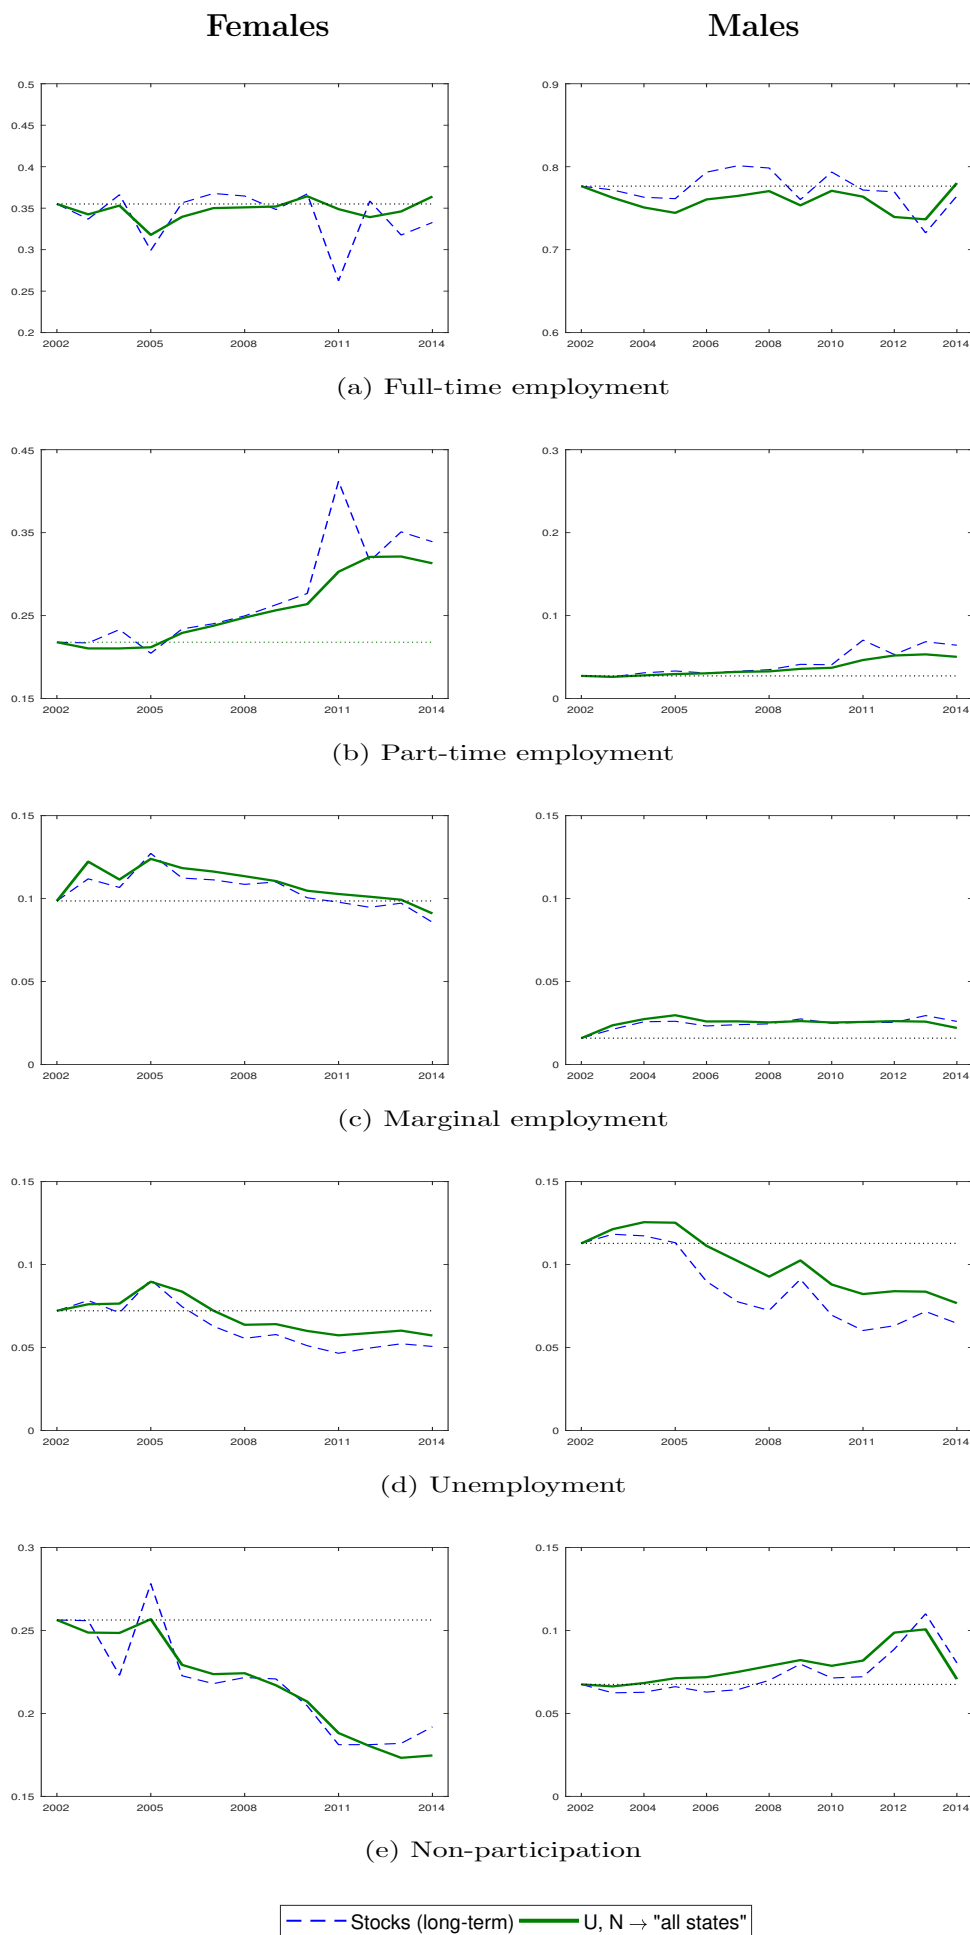 Females
Males
0.5
0.45
0.4
0.35
0.3
0.25
0.2
2002 2005 2008 2011 2014
0.9
0.8
0.7
0.6
2002 2004 2006 2008 2010 2012 2014
(a) Full-time employment
0.45
0.35
0.25
0.15
2002 2005 2008 2011 2014
0.3
0.2
0.1
0
2002 2005 2008 2011 2014
(b) Part-time employment
0.15
0.1
0.05
0
2002 2005 2008 2011 2014
0.15
0.1
0.05
0
2002 2004 2006 2008 2010 2012 2014
(c) Marginal employment
0.15
0.1
0.05
0
2002 2005 2008 2011 2014
0.15
0.1
0.05
0
2002 2005 2008 2011 2014
(d) Unemployment
0.3
0.25
0.2
0.15
2002 2005 2008 2011 2014
0.15
0.1
0.05
0
2002 2004 2006 2008 2010 2012 2014
(e) Non-participation
Stocks (long-term)
U, N → "all states"